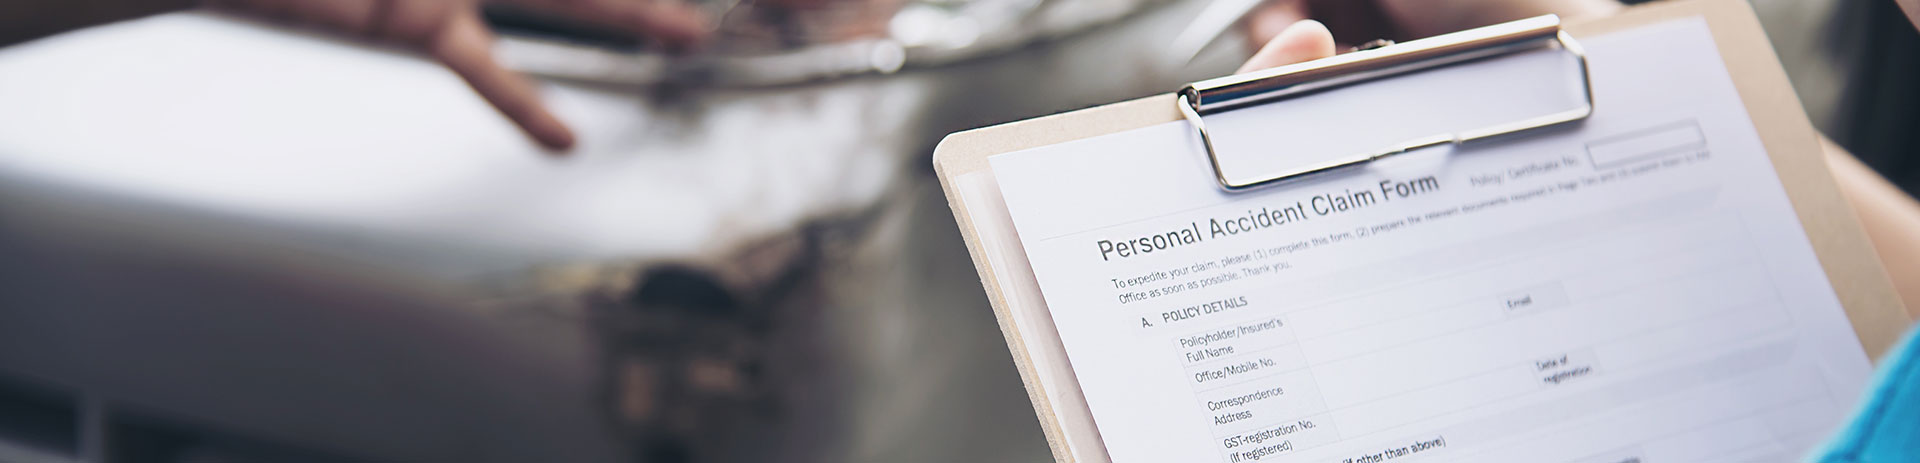 Personal Accident Claim Form
Policy/ Certificate No.
To expedite your claim, please (1) complete this form, (2) prepare the relevant documents required in Page Two and (3) submit them to
Office as soon as possible. Thank you.
A. POLICY DETAILS
Policyholder/Insured's
Full Name
Email
Office/Mobile No.
Date of
registration
Correspondence
Address
GST-registration No.
(If registered)
(if other than above)